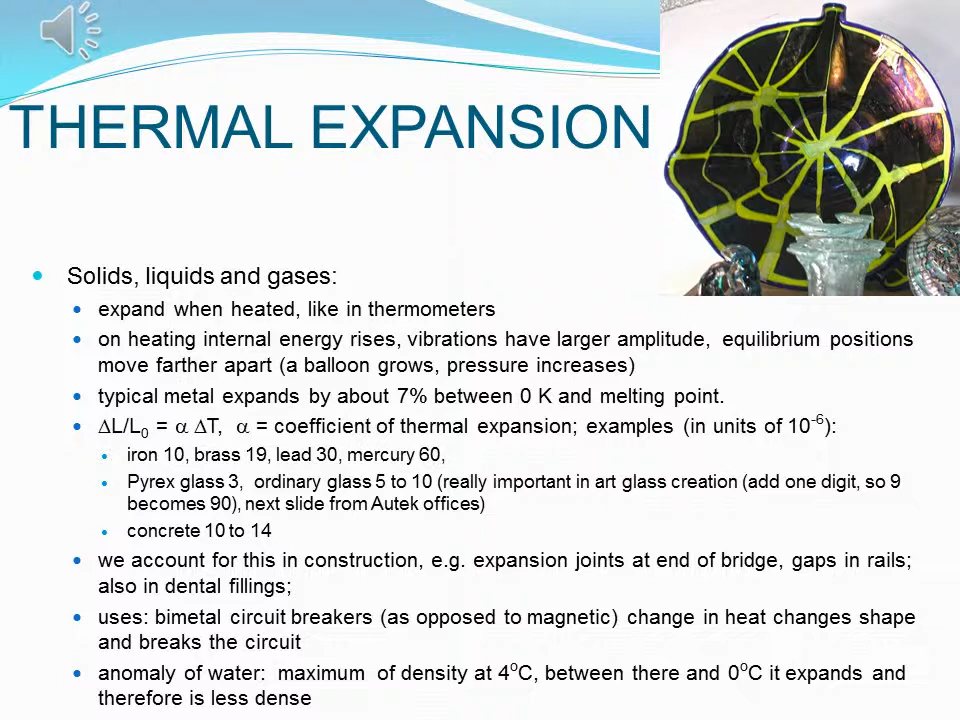 THERMAL EXPANSION
Solids, liquids and gases:
expand when heated, like in thermometers
on heating internal energy rises, vibrations have larger amplitude, equilibrium positions
move farther apart (a balloon grows, pressure increases)
typical metal expands by about 7% between 0 K and melting point.
∆L/L₀ = α ∆T, α = coefficient of thermal expansion; examples (in units of 10⁻⁶):
iron 10, brass 19, lead 30, mercury 60,
Pyrex glass 3, ordinary glass 5 to 10 (really important in art glass creation (add one digit, so 9
becomes 90), next slide from Autek offices)
concrete 10 to 14
we account for this in construction, e.g. expansion joints at end of bridge, gaps in rails;
also in dental fillings;
uses: bimetal circuit breakers (as opposed to magnetic) change in heat changes shape
and breaks the circuit
anomaly of water: maximum of density at 4ºC, between there and 0ºC it expands and
therefore is less dense